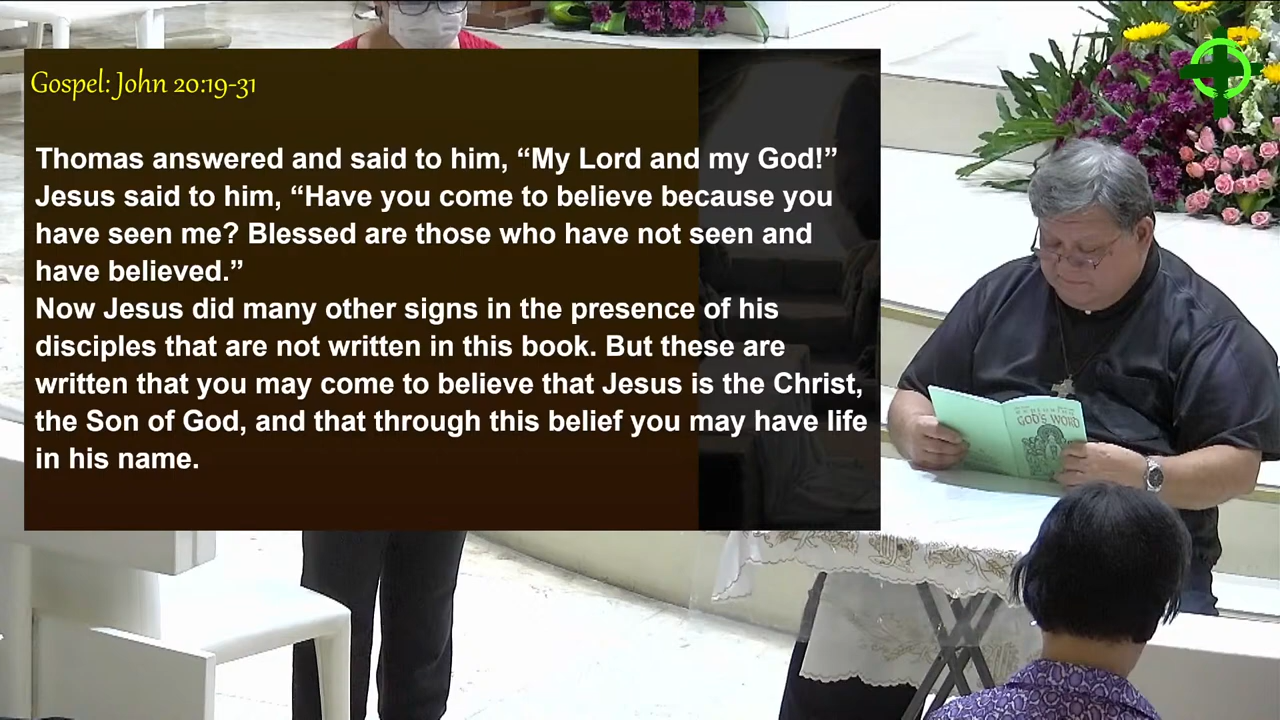 Gospel: John 20:19-31
Thomas answered and said to him, “My Lord and my God!”
Jesus said to him, “Have you come to believe because you
have seen me? Blessed are those who have not seen and
have believed.”
Now Jesus did many other signs in the presence of his
disciples that are not written in this book. But these are
written that you may come to believe that Jesus is the Christ,
the Son of God, and that through this belief you may have life
in his name.
GOD'S WORD